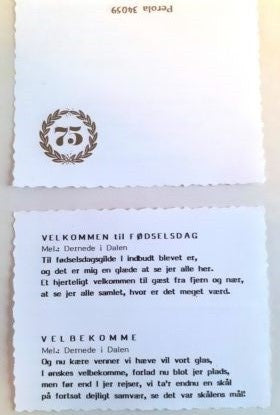 Perola 34059
75
VELKOMMEN til FØDSELSDAG
Mel.: Dernede i Dalen
Til fødselsdagsgilde I indbudt blevet er,
og det er mig en glæde at se jer alle her.
Et hjerteligt velkommen til gæst fra fjern og nær,
at se jer alle samlet, hvor er det meget værd.
VELBEKOMME
Mel.: Dernede i Dalen
Og nu kære venner vi hæve vil vort glas,
I ønskes velbekomme, forlad nu blot jer plads,
men før end I jer rejser, vi ta'r endnu en skål
på fortsat dejligt samvær, se det var skålens mål!